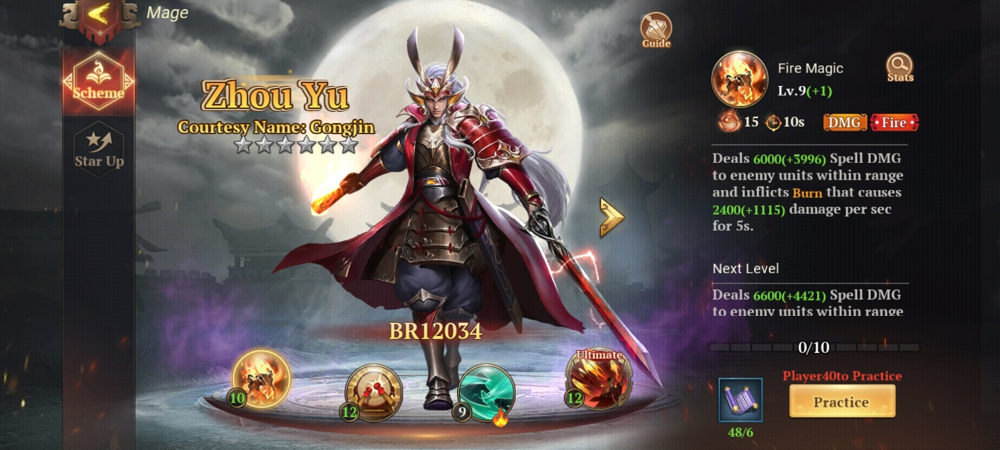 Mage
Scheme
Star Up
Zhou Yu
Courtesy Name: Gongjin
BR12034
10
12
9
Ultimate
12
Guide
Fire Magic
Lv.9(+1)
Stats
15 10s DMG Fire
Deals 6000(+3996) Spell DMG
to enemy units within range
and inflicts Burn that causes
2400(+1115) damage per sec
for 5s.
Next Level
Deals 6600(+4421) Spell DMG
to enemy units within range
0/10
Player40to Practice
Practice
48/6